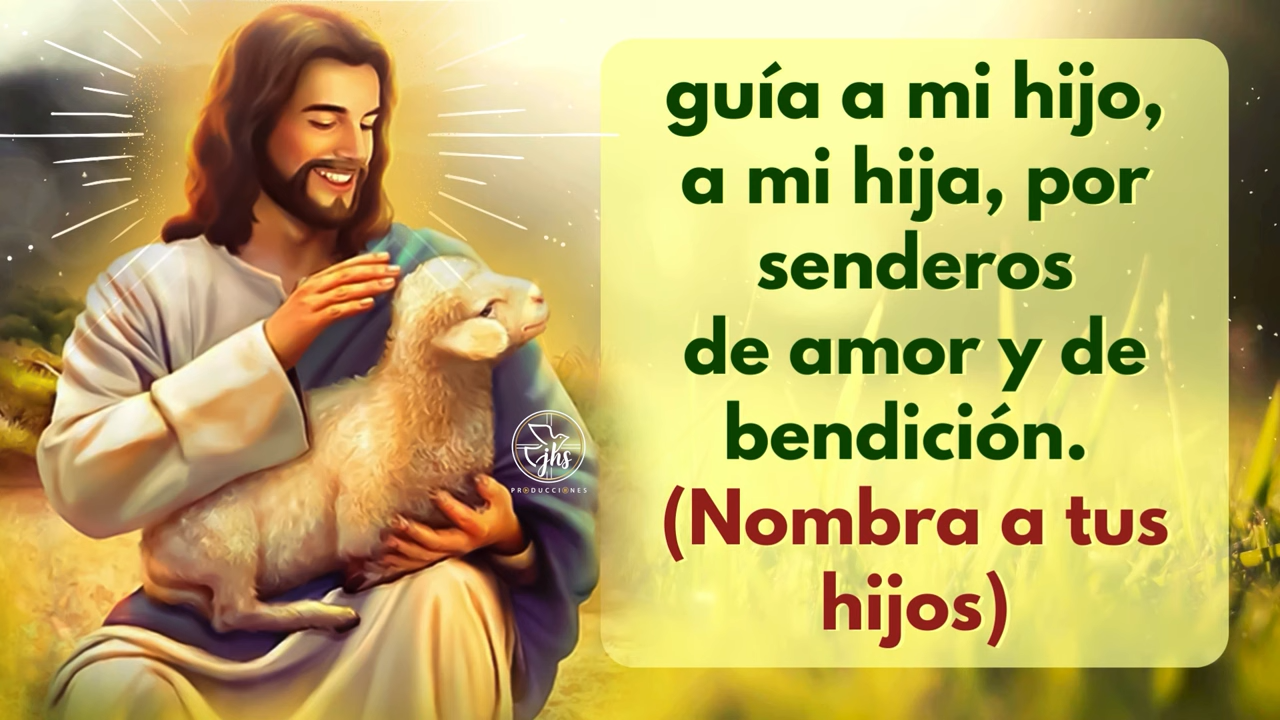 guía a mi hijo,
a mi hija, por
senderos
de amor y de
bendición.
(Nombra a tus
hijos)
jhs
PRODUCCIONES